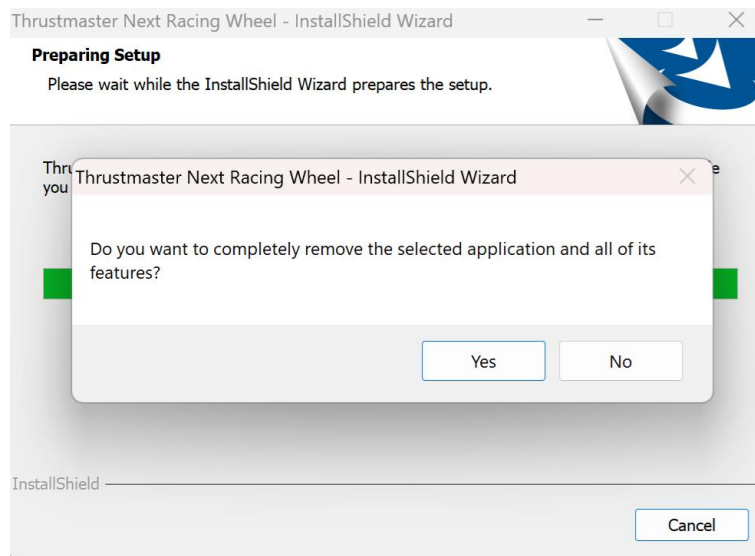 Thrustmaster Next Racing Wheel - InstallShield Wizard
Preparing Setup
Please wait while the InstallShield Wizard prepares the setup.
you
Thrustmaster Next Racing Wheel - InstallShield Wizard
Do you want to completely remove the selected application and all of its
features?
Yes
No
InstallShield
Cancel